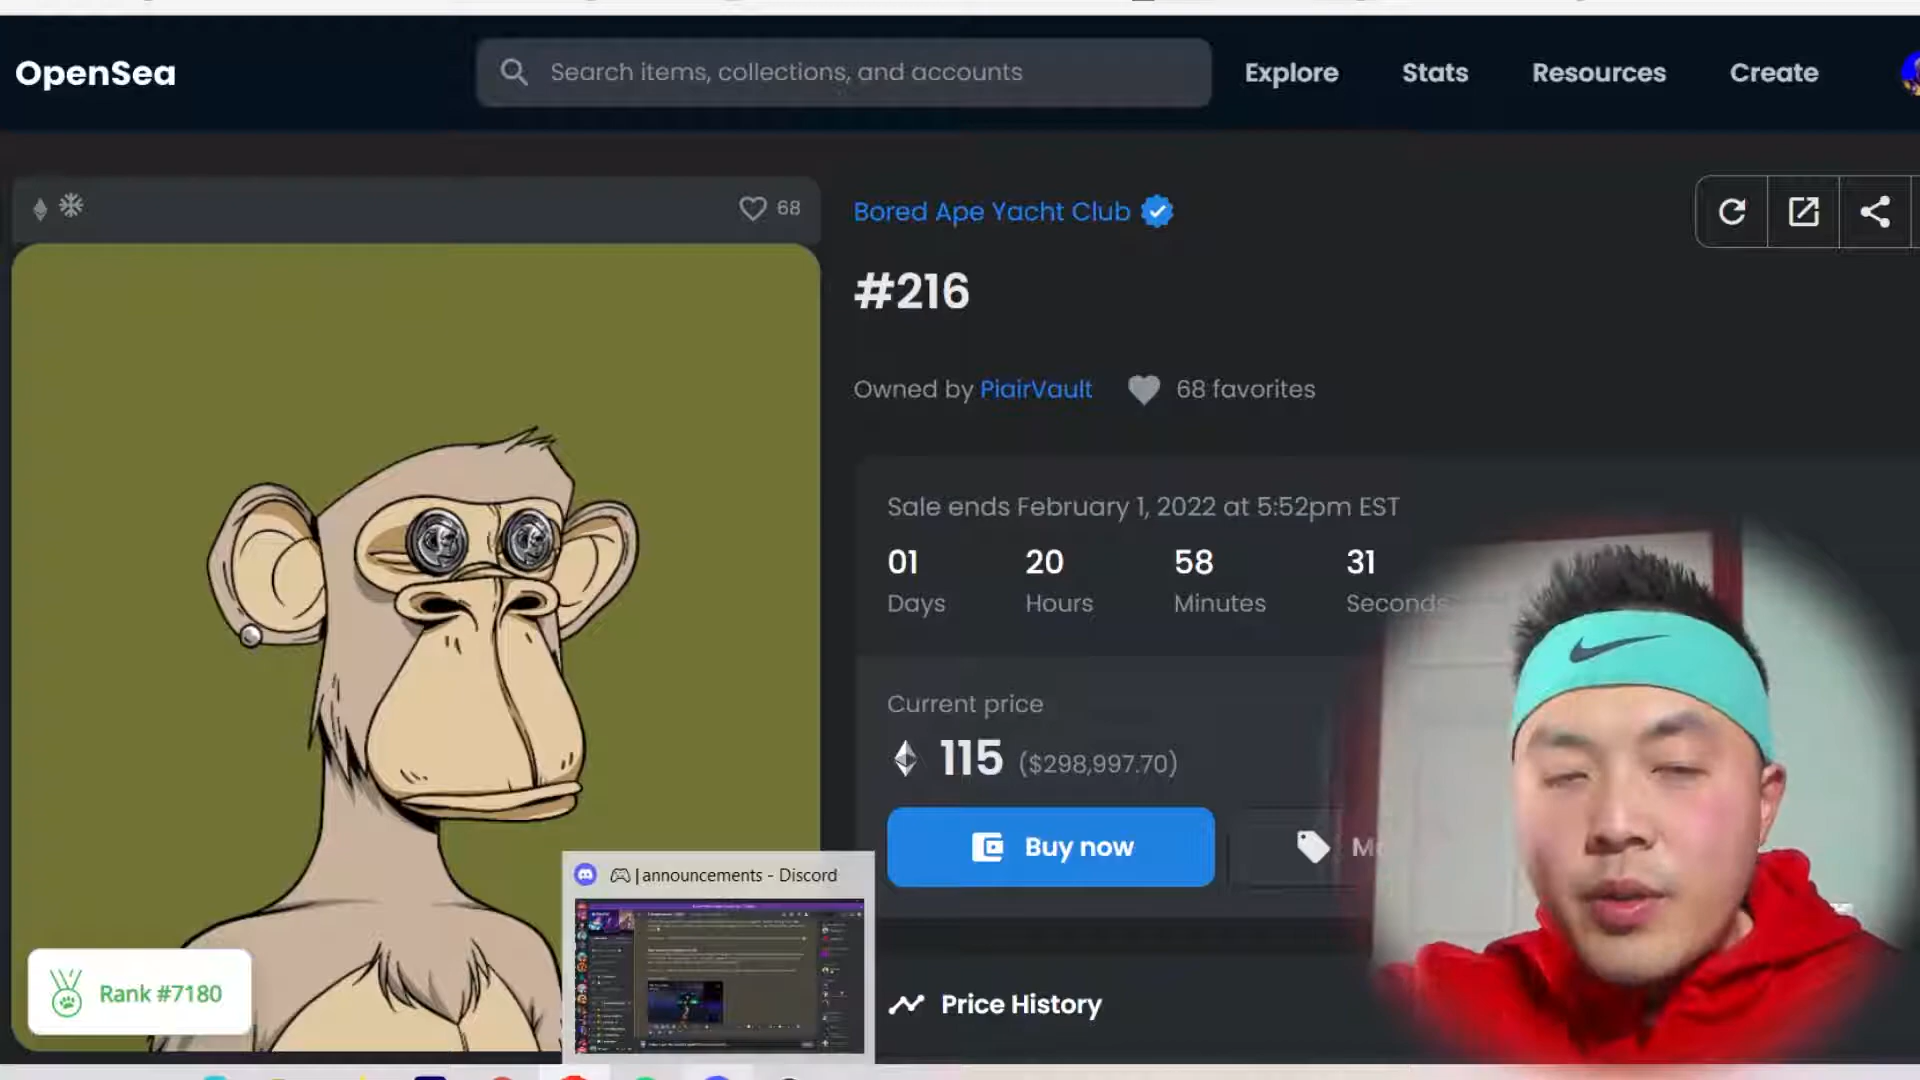 OpenSea
Search items, collections, and accounts
Explore
Stats
Resources
Create
68
Bored Ape Yacht Club
#216
Owned by PlairVault
68 favorites
Sale ends February 1, 2022 at 5:52pm EST
01
20
58
31
Days
Hours
Minutes
Seconds
Current price
115 ($298,997.70)
Buy now
| announcements - Discord
Rank #7180
Price History